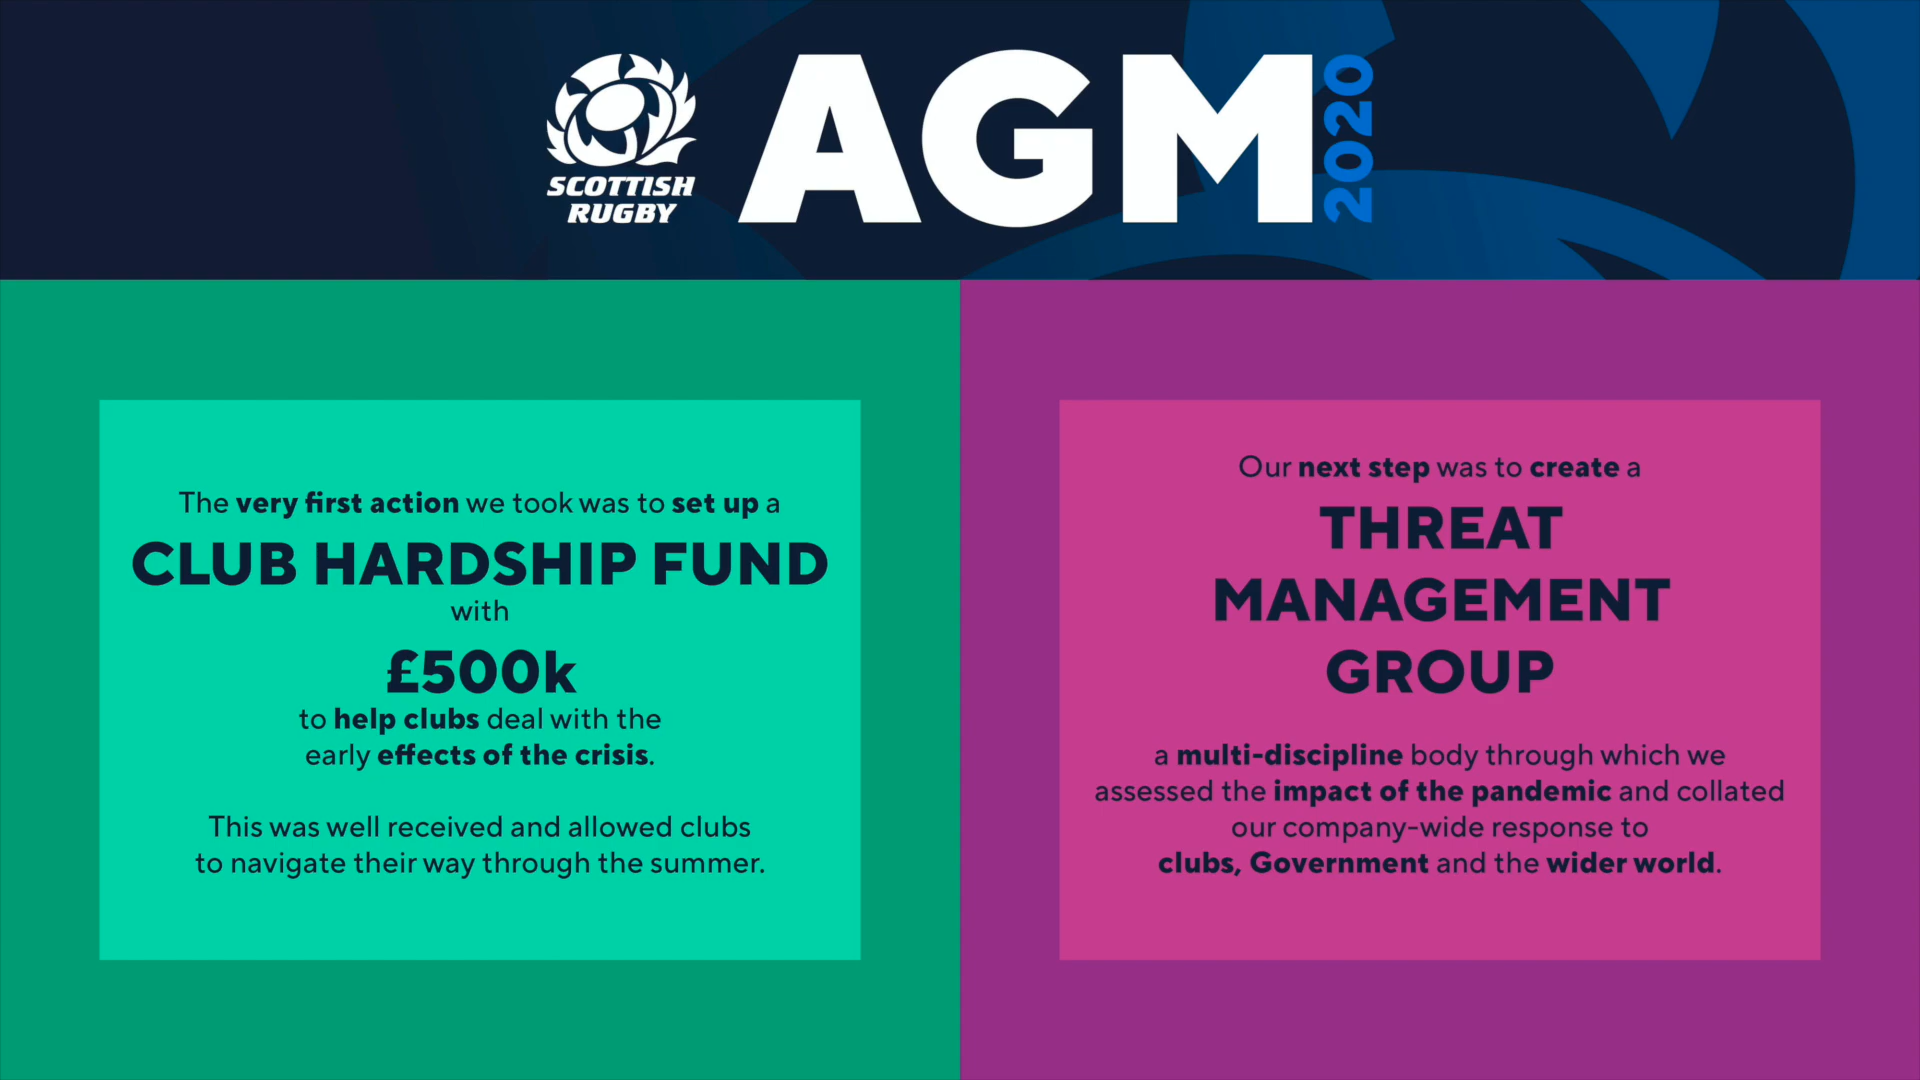 SCOTTISH
RUGBY
AGM
2020
The very first action we took was to set up a
CLUB HARDSHIP FUND
with
£500k
to help clubs deal with the
early effects of the crisis.
This was well received and allowed clubs
to navigate their way through the summer.
Our next step was to create a
THREAT
MANAGEMENT
GROUP
a multi-discipline body through which we
assessed the impact of the pandemic and collated
our company-wide response to
clubs, Government and the wider world.